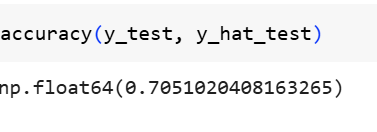 accuracy(y_test, y_hat_test)
np.float64(0.7051020408163265)